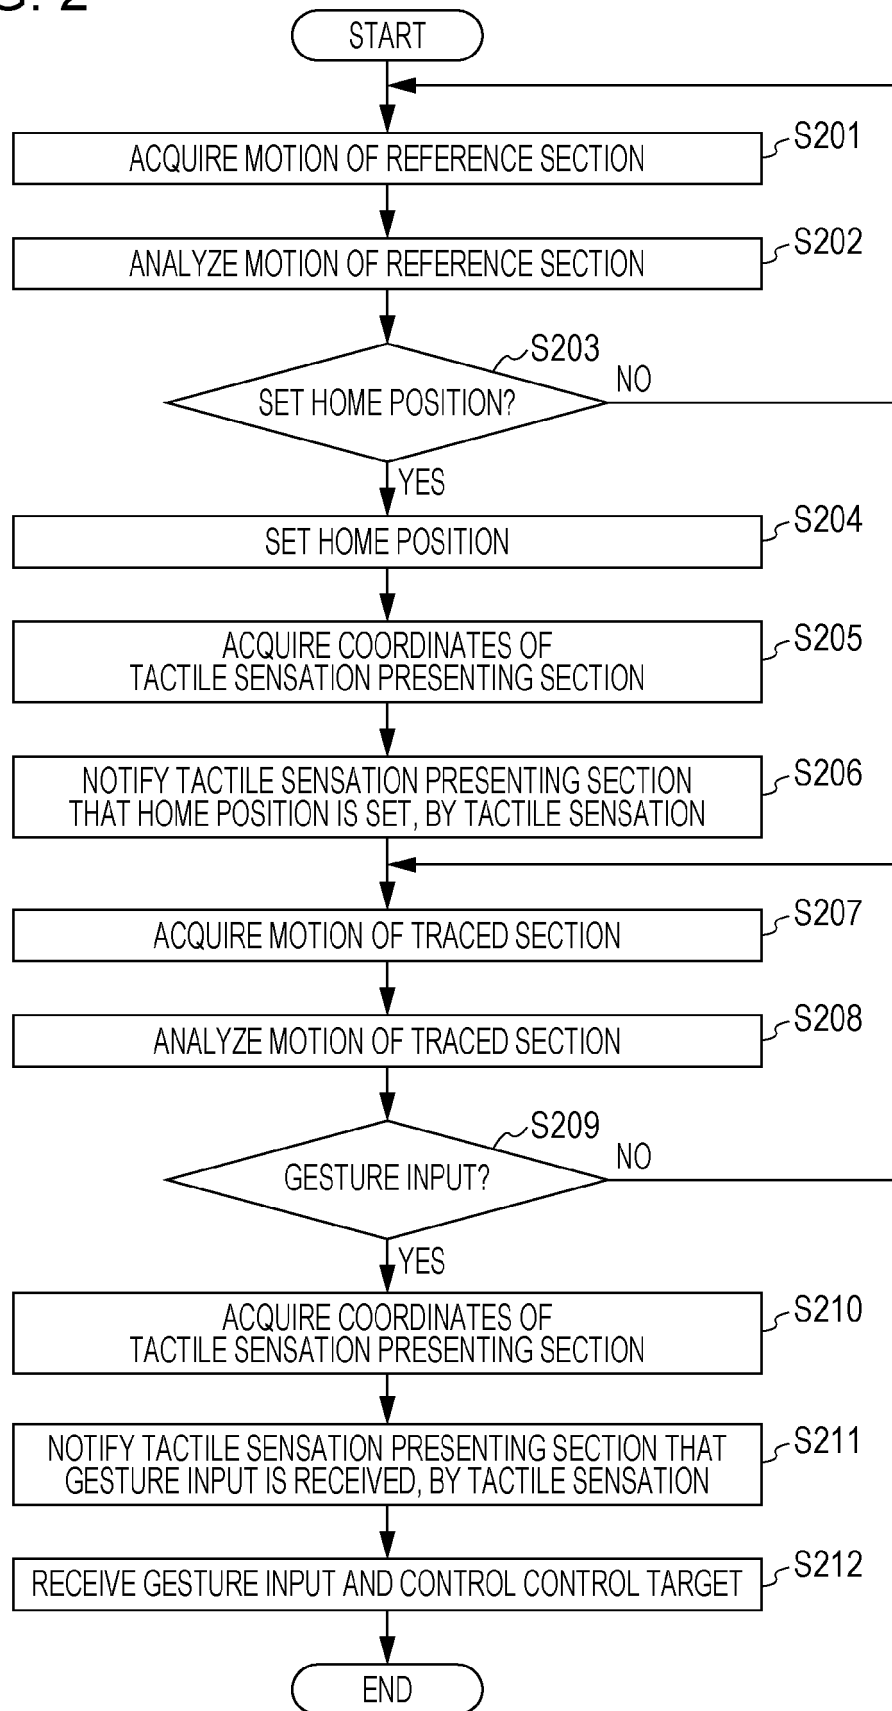 G. 2
START
S201
ACQUIRE MOTION OF REFERENCE SECTION
S202
ANALYZE MOTION OF REFERENCE SECTION
S203
SET HOME POSITION?
NO
YES
S204
SET HOME POSITION
S205
ACQUIRE COORDINATES OF
TACTILE SENSATION PRESENTING SECTION
S206
NOTIFY TACTILE SENSATION PRESENTING SECTION
THAT HOME POSITION IS SET, BY TACTILE SENSATION
S207
ACQUIRE MOTION OF TRACED SECTION
S208
ANALYZE MOTION OF TRACED SECTION
S209
GESTURE INPUT?
NO
YES
S210
ACQUIRE COORDINATES OF
TACTILE SENSATION PRESENTING SECTION
S211
NOTIFY TACTILE SENSATION PRESENTING SECTION THAT
GESTURE INPUT IS RECEIVED, BY TACTILE SENSATION
S212
RECEIVE GESTURE INPUT AND CONTROL CONTROL TARGET
END